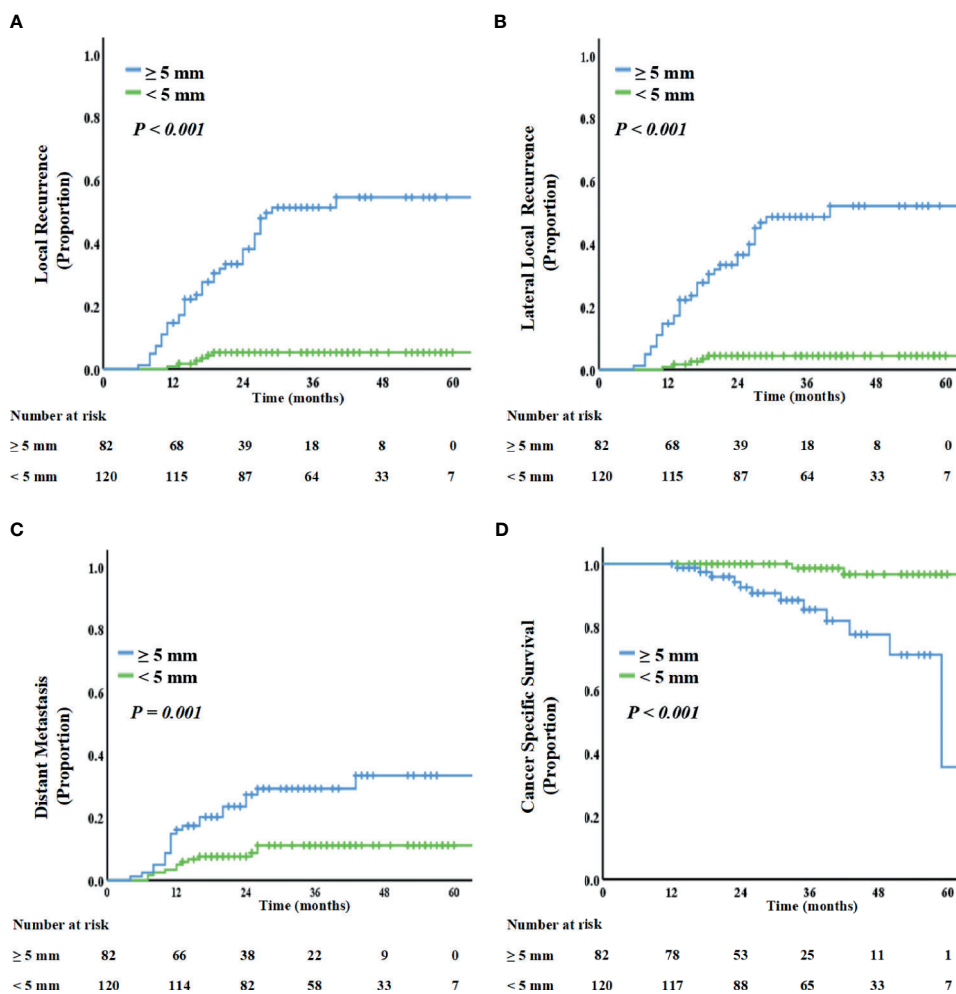 A
Local Recurrence
(Proportion)
1.0
0.8
0.6
0.4
0.2
0.0
≥ 5 mm
< 5 mm
P < 0.001
0 12 24 36 48 60
Time (months)
Number at risk
≥ 5 mm 82 68 39 18 8 0
< 5 mm 120 115 87 64 33 7
B
Lateral Local Recurrence
(Proportion)
1.0
0.8
0.6
0.4
0.2
0.0
≥ 5 mm
< 5 mm
P < 0.001
0 12 24 36 48 60
Time (months)
Number at risk
≥ 5 mm 82 68 39 18 8 0
< 5 mm 120 115 87 64 33 7
C
Distant Metastasis
(Proportion)
1.0
0.8
0.6
0.4
0.2
0.0
≥ 5 mm
< 5 mm
P = 0.001
0 12 24 36 48 60
Time (months)
Number at risk
≥ 5 mm 82 66 38 22 9 0
< 5 mm 120 114 82 58 33 7
D
Cancer Specific Survival
(Proportion)
1.0
0.8
0.6
0.4
0.2
0.0
≥ 5 mm
< 5 mm
P < 0.001
0 12 24 36 48 60
Time (months)
Number at risk
≥ 5 mm 82 78 53 25 11 1
< 5 mm 120 117 88 65 33 7